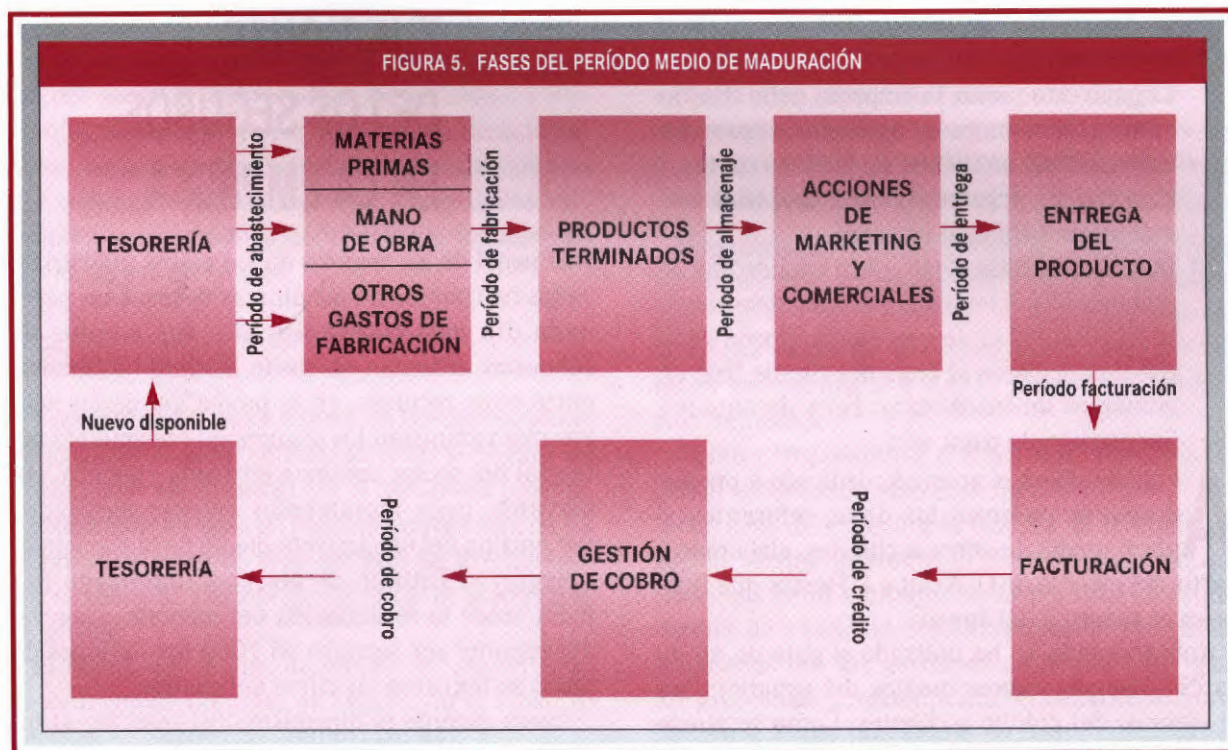 FIGURA 5. FASES DEL PERÍODO MEDIO DE MADURACIÓN
TESORERÍA
Período de abastecimiento
MATERIAS
PRIMAS
MANO
DE OBRA
OTROS
GASTOS DE
FABRICACIÓN
Período de fabricación
PRODUCTOS
TERMINADOS
Período de almacenaje
ACCIONES
DE
MARKETING
Y
COMERCIALES
Período de entrega
ENTREGA
DEL
PRODUCTO
Período facturación
FACTURACIÓN
Período de crédito
GESTIÓN
DE COBRO
Período de cobro
TESORERÍA
Nuevo disponible